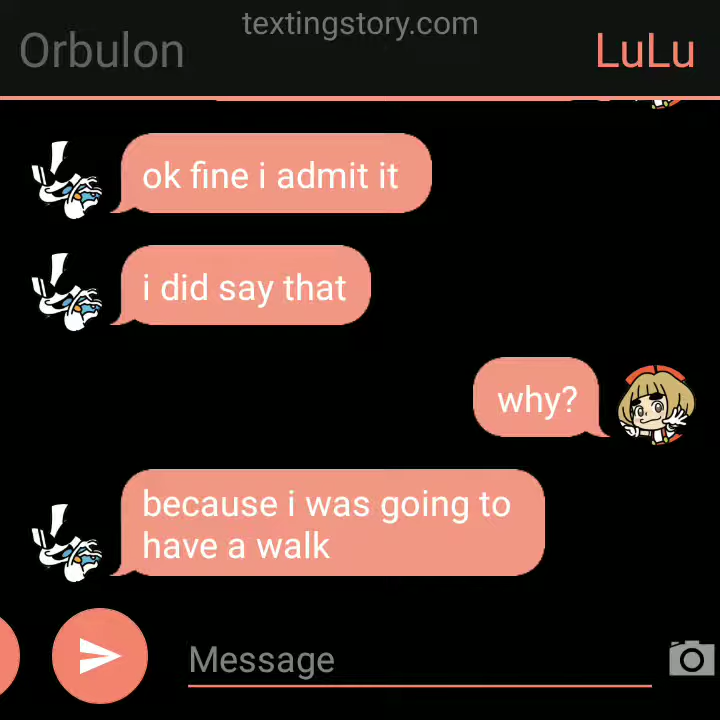 textingstory.com
Orbulon
LuLu
ok fine i admit it
i did say that
why?
because i was going to
have a walk
Message